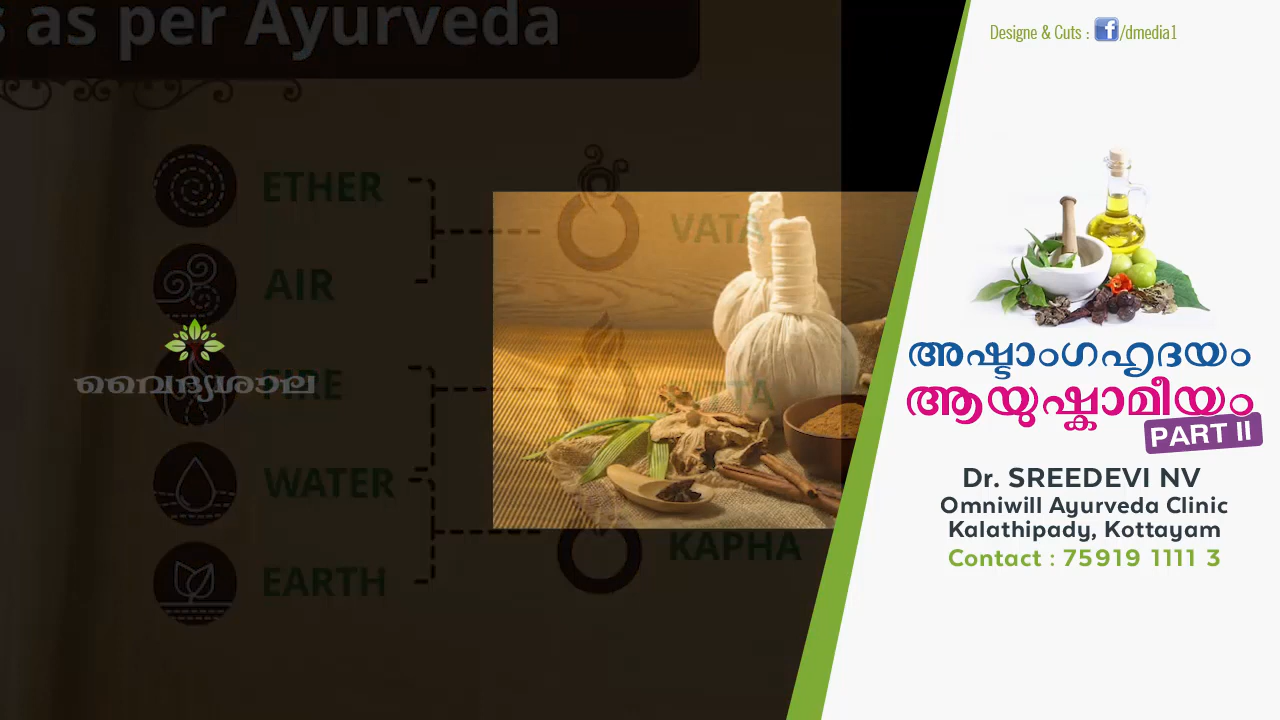 s as per Ayurveda
ETHER
AIR
FIRE
WATER
EARTH
VATA
PITTA
KAPHA
വൈദ്യശാല
Designe & Cuts : f/dmedia1
അഷ്ടാംഗഹൃദയം
ആയുഷ്കാമീയം
PART II
Dr. SREEDEVI NV
Omniwill Ayurveda Clinic
Kalathipady, Kottayam
Contact : 75919 1111 3